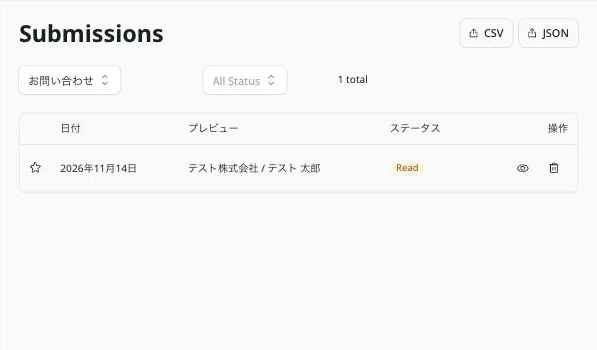 Submissions
CSV
JSON
お問い合わせ
All Status
1 total
日付
プレビュー
ステータス
操作
2026年11月14日
テスト株式会社 / テスト 太郎
Read